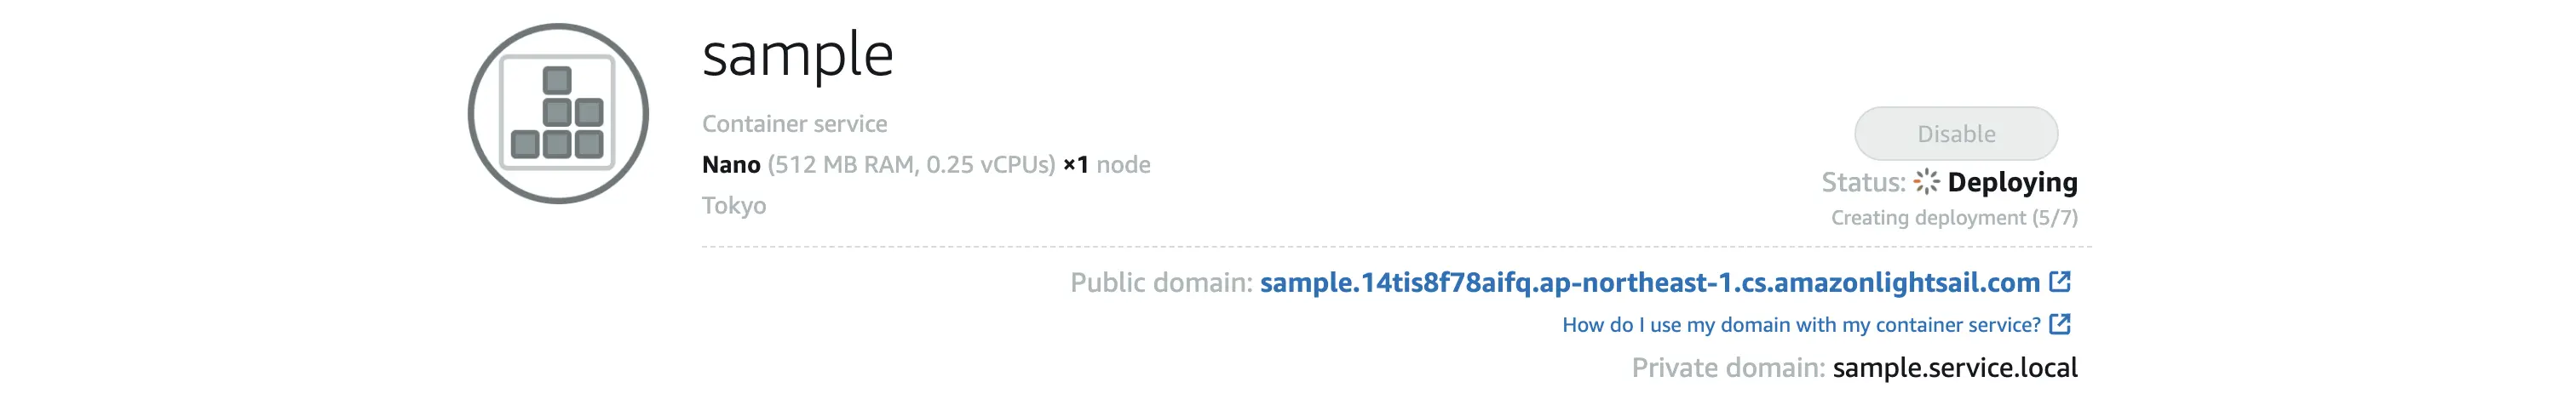 sample
Container service
Nano (512 MB RAM, 0.25 vCPUs) ×1 node
Tokyo
Disable
Status: Deploying
Creating deployment (5/7)
Public domain: sample.14tis8f78aifq.ap-northeast-1.cs.amazonlightsail.com
How do I use my domain with my container service?
Private domain: sample.service.local